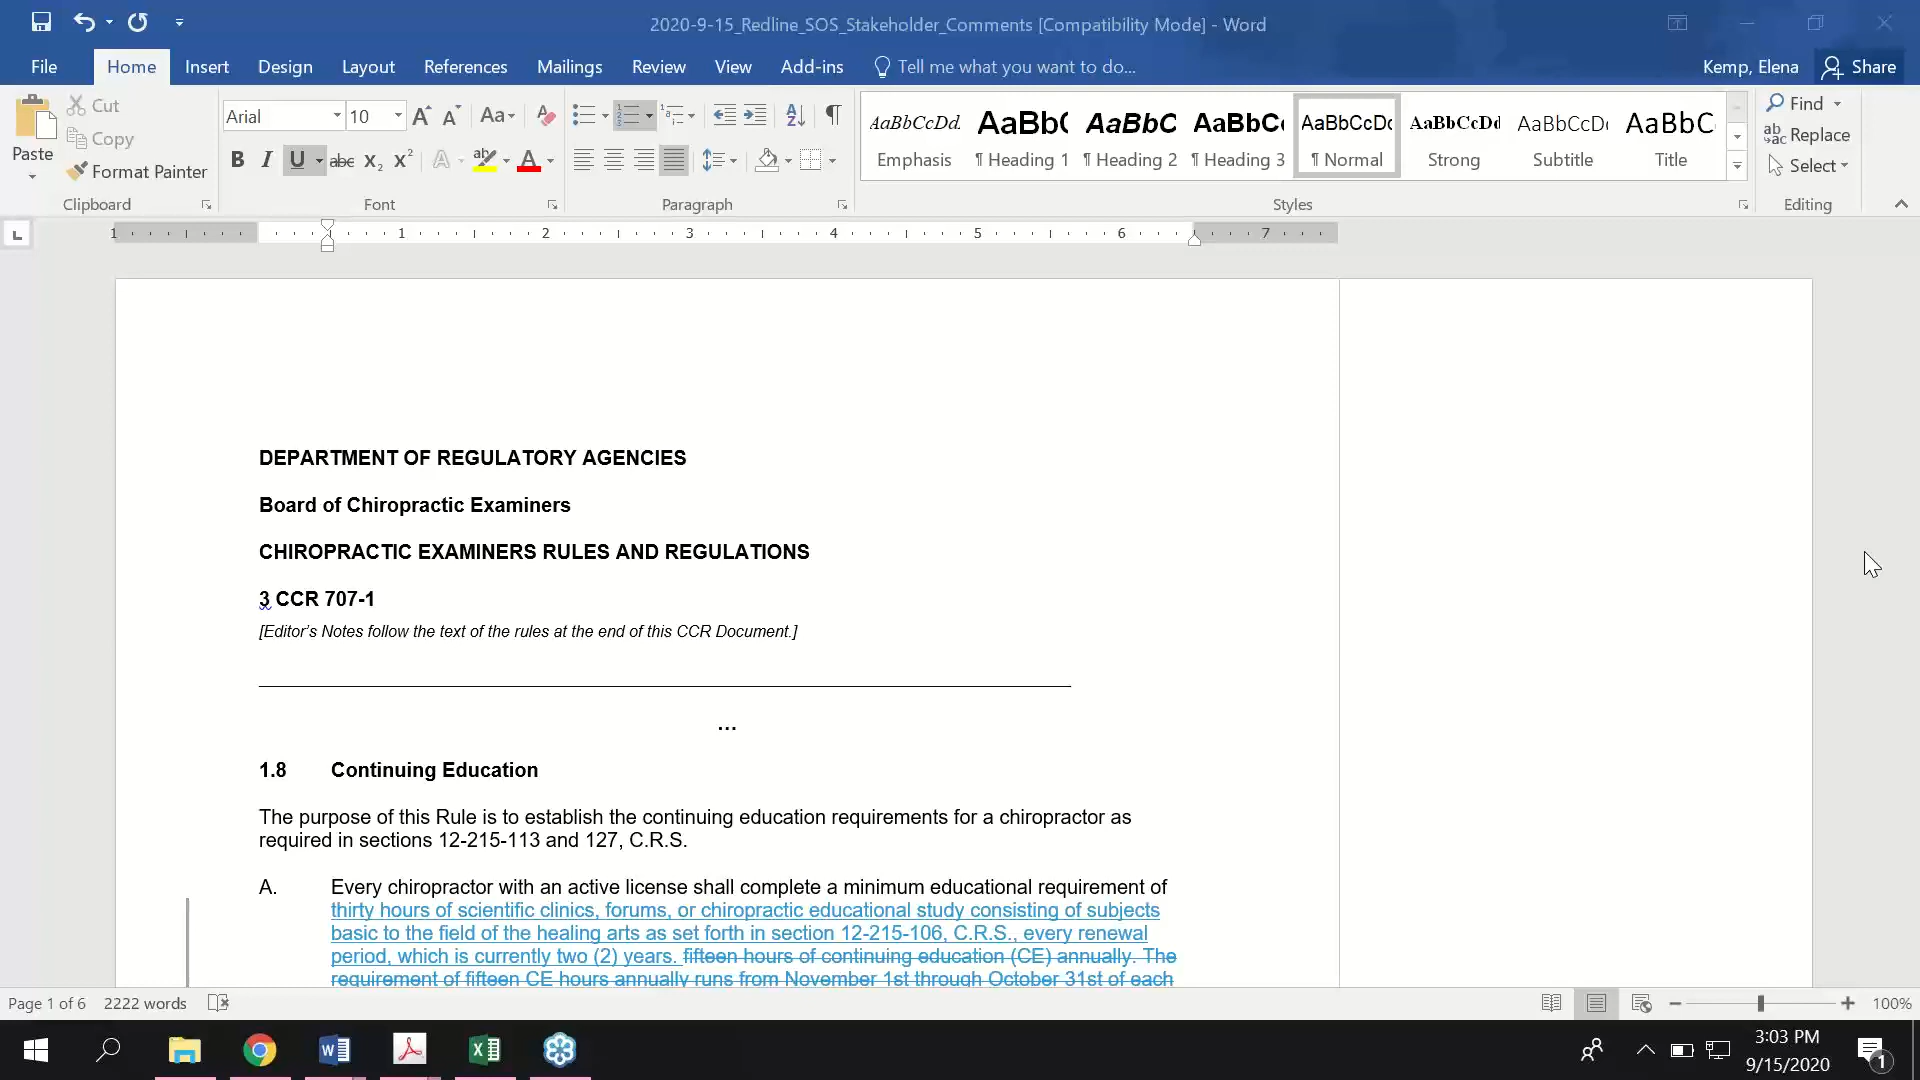 2020-9-15_Redline_SOS_Stakeholder_Comments [Compatibility Mode] - Word
File Home Insert Design Layout References Mailings Review View Add-ins Tell me what you want to do... Kemp, Elena Share
Paste
Cut
Copy
Format Painter
Clipboard
Arial 10
Font
Paragraph
AaBbCcDd. AaBb( AaBbC AaBbC( AaBbCcDc AaBbCcDd AaBbCcD( AaBbC
Emphasis ¶ Heading 1 ¶ Heading 2 ¶ Heading 3 ¶ Normal Strong Subtitle Title
Styles
Find
Replace
Select
Editing
1 1 2 3 4 5 6 7
DEPARTMENT OF REGULATORY AGENCIES
Board of Chiropractic Examiners
CHIROPRACTIC EXAMINERS RULES AND REGULATIONS
3 CCR 707-1
[Editor's Notes follow the text of the rules at the end of this CCR Document.]
...
1.8 Continuing Education
The purpose of this Rule is to establish the continuing education requirements for a chiropractor as
required in sections 12-215-113 and 127, C.R.S.
A. Every chiropractor with an active license shall complete a minimum educational requirement of
thirty hours of scientific clinics, forums, or chiropractic educational study consisting of subjects
basic to the field of the healing arts as set forth in section 12-215-106, C.R.S., every renewal
period, which is currently two (2) years. fifteen hours of continuing education (CE) annually. The
requirement of fifteen CE hours annually runs from November 1st through October 31st of each
Page 1 of 6 2222 words 100%
3:03 PM
9/15/2020
1